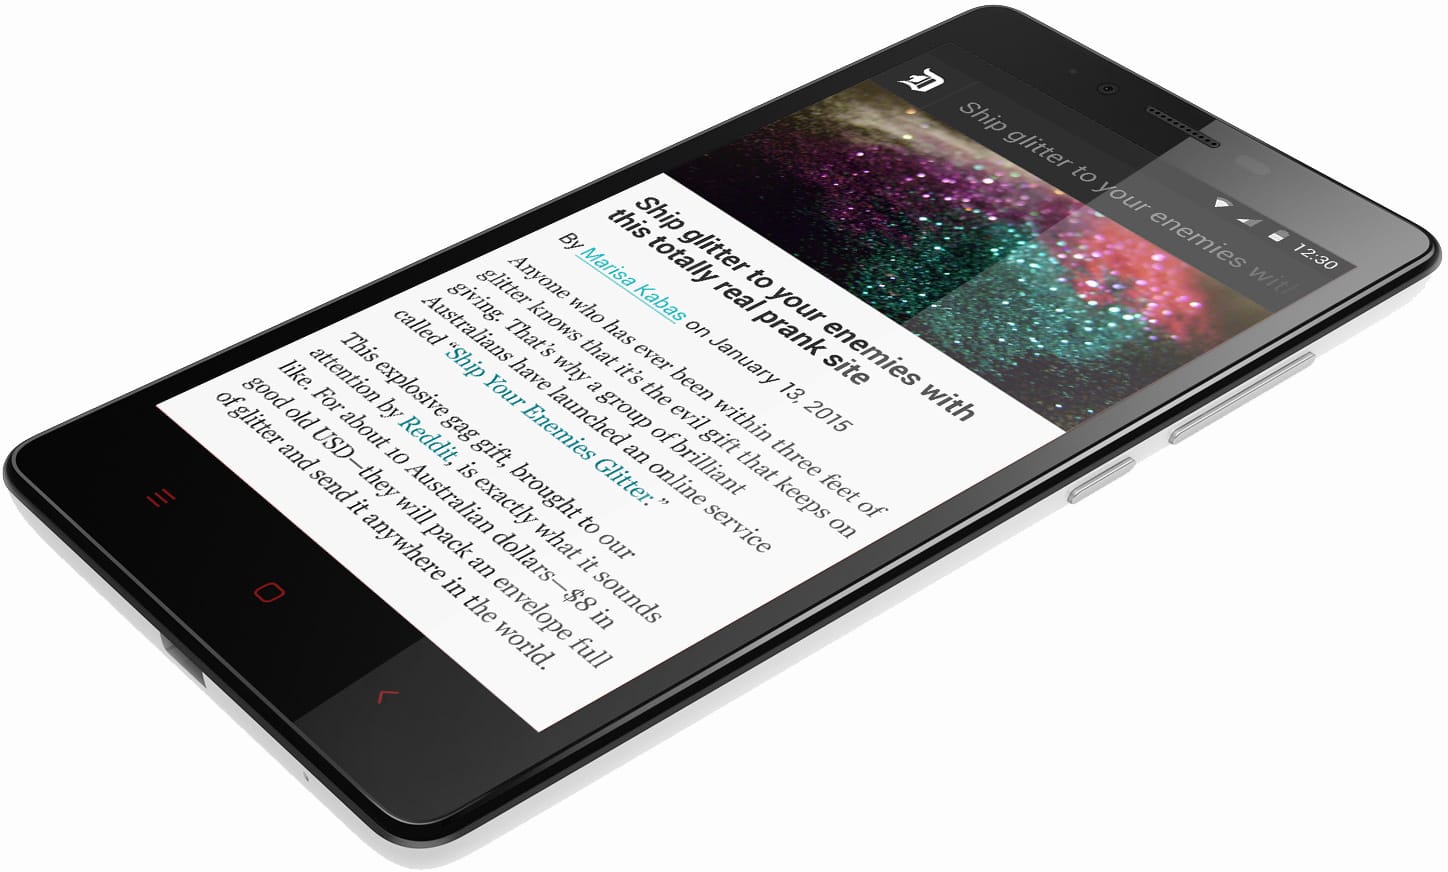 12:30
Ship glitter to your enemies with
Ship glitter to your enemies with
this totally real prank site
By Marisa Kabas on January 13, 2015
Anyone who has ever been within three feet of
glitter knows that it's the evil gift that keeps on
giving. That's why a group of brilliant
Australians have launched an online service
called “Ship Your Enemies Glitter.”
This explosive gag gift, brought to our
attention by Reddit, is exactly what it sounds
like. For about 10 Australian dollars—$8 in
good old USD—they will pack an envelope full
of glitter and send it anywhere in the world.